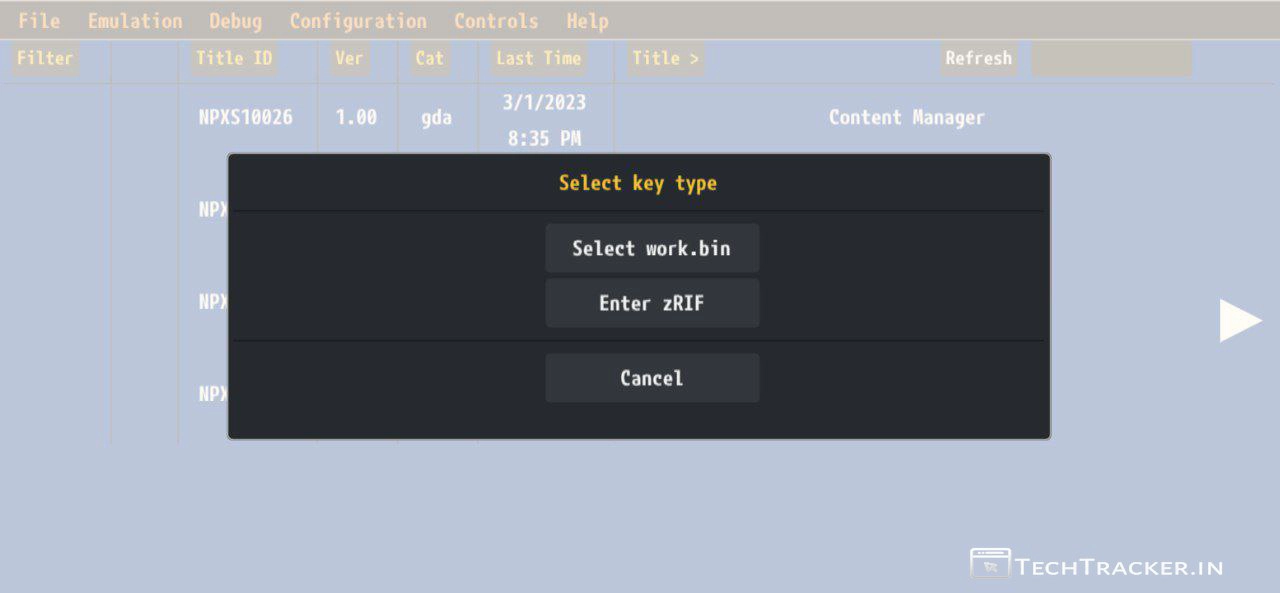 File Emulation Debug Configuration Controls Help
Filter Title ID Ver Cat Last Time Title > Refresh
NPXS10026 1.00 gda 3/1/2023 Content Manager
8:35 PM
Select key type
NPX
Select work.bin
Enter zRIF
NPX
Cancel
NPX
TECHTRACKER.IN